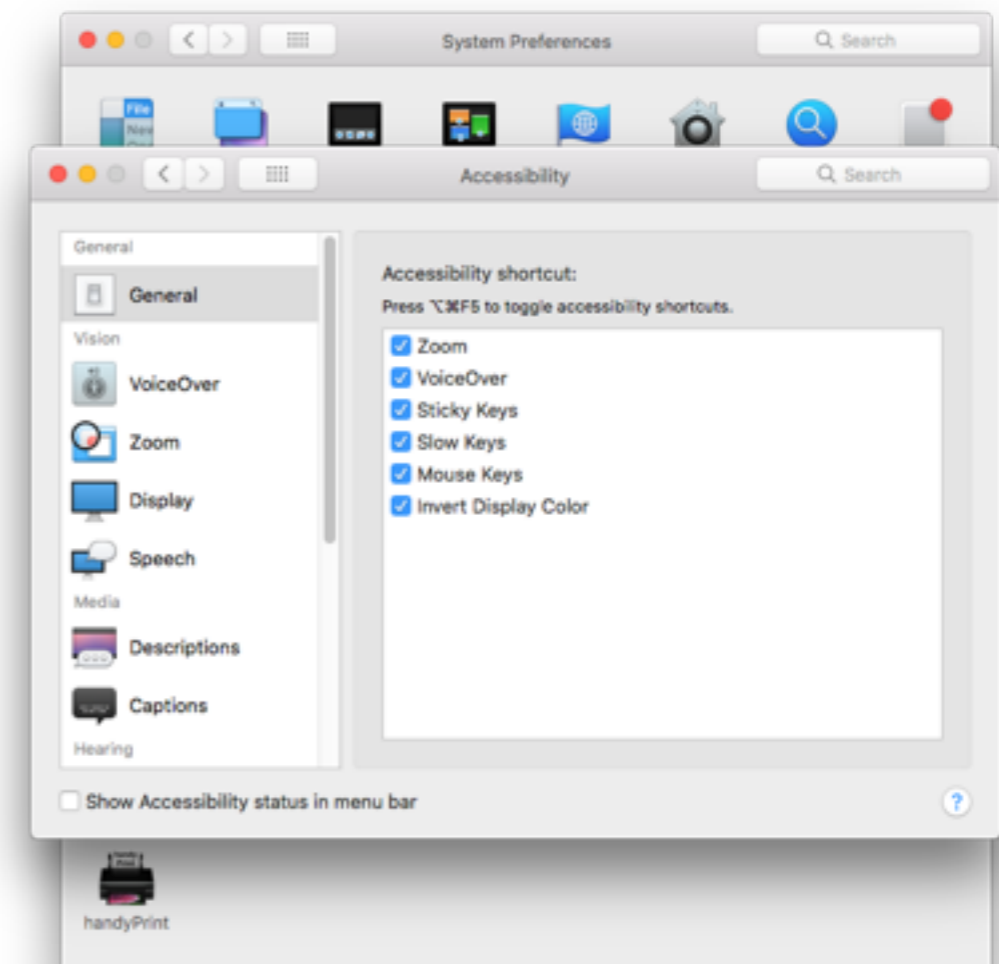 System Preferences
Search
File
New
Accessibility
Search
General
General
Vision
VoiceOver
Zoom
Display
Speech
Media
Descriptions
Captions
Hearing
Accessibility shortcut:
Press ⌥⌘F5 to toggle accessibility shortcuts.
Zoom
VoiceOver
Sticky Keys
Slow Keys
Mouse Keys
Invert Display Color
Show Accessibility status in menu bar
?
handyPrint